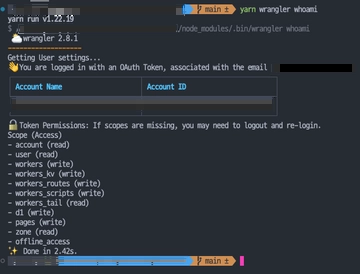 main ± yarn wrangler whoami
yarn run v1.22.19
$ /node_modules/.bin/wrangler whoami
⛅️wrangler 2.8.1
--------------------
Getting User settings...
👋You are logged in with an OAuth Token, associated with the email
Account Name Account ID
🔓Token Permissions: If scopes are missing, you may need to logout and re-login.
Scope (Access)
- account (read)
- user (read)
- workers (write)
- workers_kv (write)
- workers_routes (write)
- workers_scripts (write)
- workers_tail (read)
- d1 (write)
- pages (write)
- zone (read)
- offline_access
✨ Done in 2.42s.
main ±